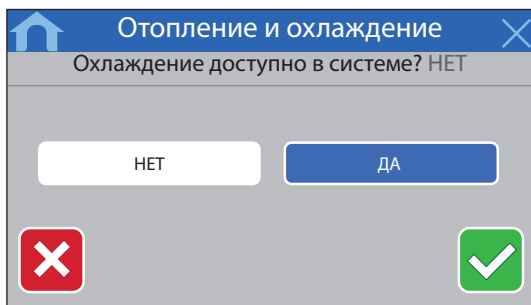 Отопление и охлаждение
Охлаждение доступно в системе? НЕТ
НЕТ
ДА